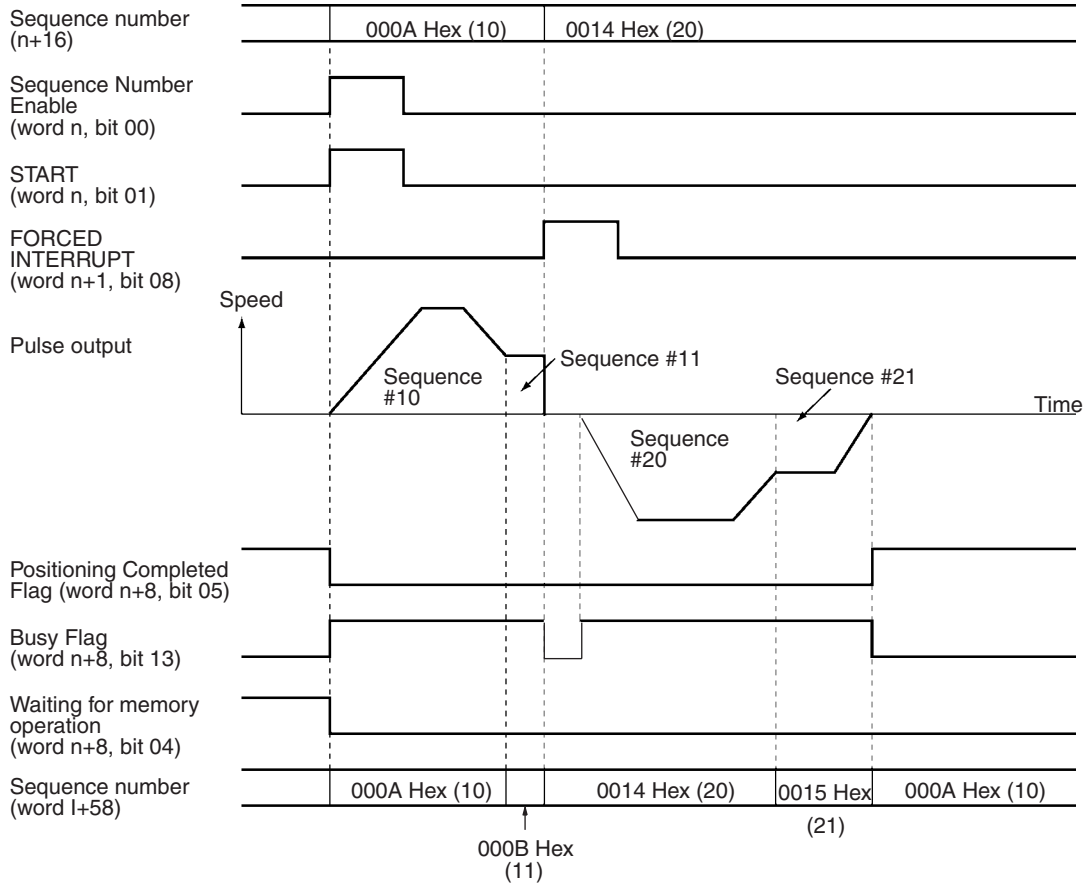 Sequence number
(n+16)
000A Hex (10)
0014 Hex (20)
Sequence Number
Enable
(word n, bit 00)
START
(word n, bit 01)
FORCED
INTERRUPT
(word n+1, bit 08)
Speed
Pulse output
Sequence
#10
Sequence #11
Sequence #21
Time
Sequence
#20
Positioning Completed
Flag (word n+8, bit 05)
Busy Flag
(word n+8, bit 13)
Waiting for memory
operation
(word n+8, bit 04)
Sequence number
(word I+58)
000A Hex (10)
0014 Hex (20)
0015 Hex
(21)
000A Hex (10)
000B Hex
(11)